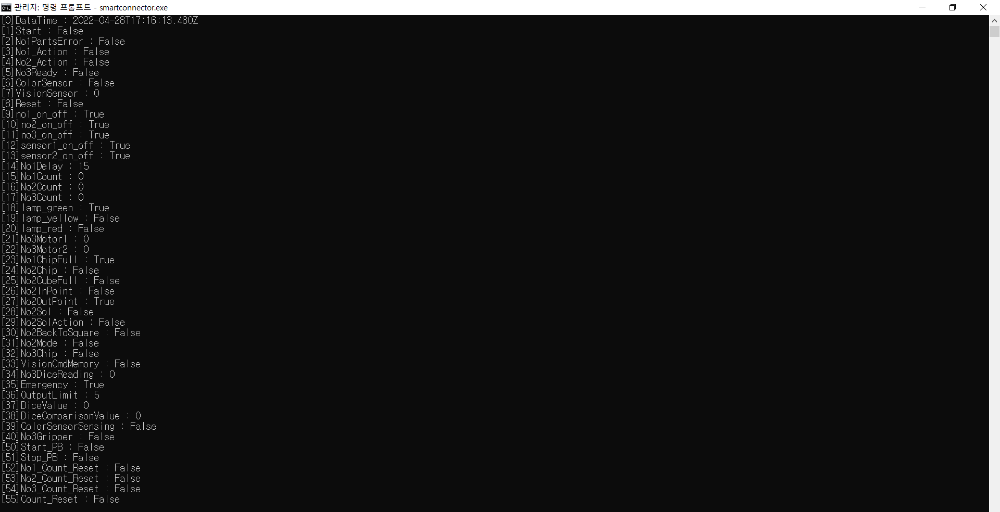 관리자: 명령 프롬프트 - smartconnector.exe
[0]DataTime : 2022-04-28T17:16:13.480Z
[1]Start : False
[2]No1PartsError : False
[3]No1_Action : False
[4]No2_Action : False
[5]No3Ready : False
[6]ColorSensor : False
[7]VisionSensor : 0
[8]Reset : False
[9]no1_on_off : True
[10]no2_on_off : True
[11]no3_on_off : True
[12]sensor1_on_off : True
[13]sensor2_on_off : True
[14]No1Delay : 15
[15]No1Count : 0
[16]No2Count : 0
[17]No3Count : 0
[18]lamp_green : True
[19]lamp_yellow : False
[20]lamp_red : False
[21]No3Motor1 : 0
[22]No3Motor2 : 0
[23]No1ChipFull : True
[24]No2Chip : False
[25]No2CubeFull : False
[26]No2InPoint : False
[27]No2OutPoint : True
[28]No2Sol : False
[29]No2SolAction : False
[30]No2BackToSquare : False
[31]No2Mode : False
[32]No3Chip : False
[33]VisionCmdMemory : False
[34]No3DiceReading : 0
[35]Emergency : True
[36]OutputLimit : 5
[37]DiceValue : 0
[38]DiceComparisonValue : 0
[39]ColorSensorSensing : False
[40]No3Gripper : False
[50]Start_PB : False
[51]Stop_PB : False
[52]No1_Count_Reset : False
[53]No2_Count_Reset : False
[54]No3_Count_Reset : False
[55]Count_Reset : False